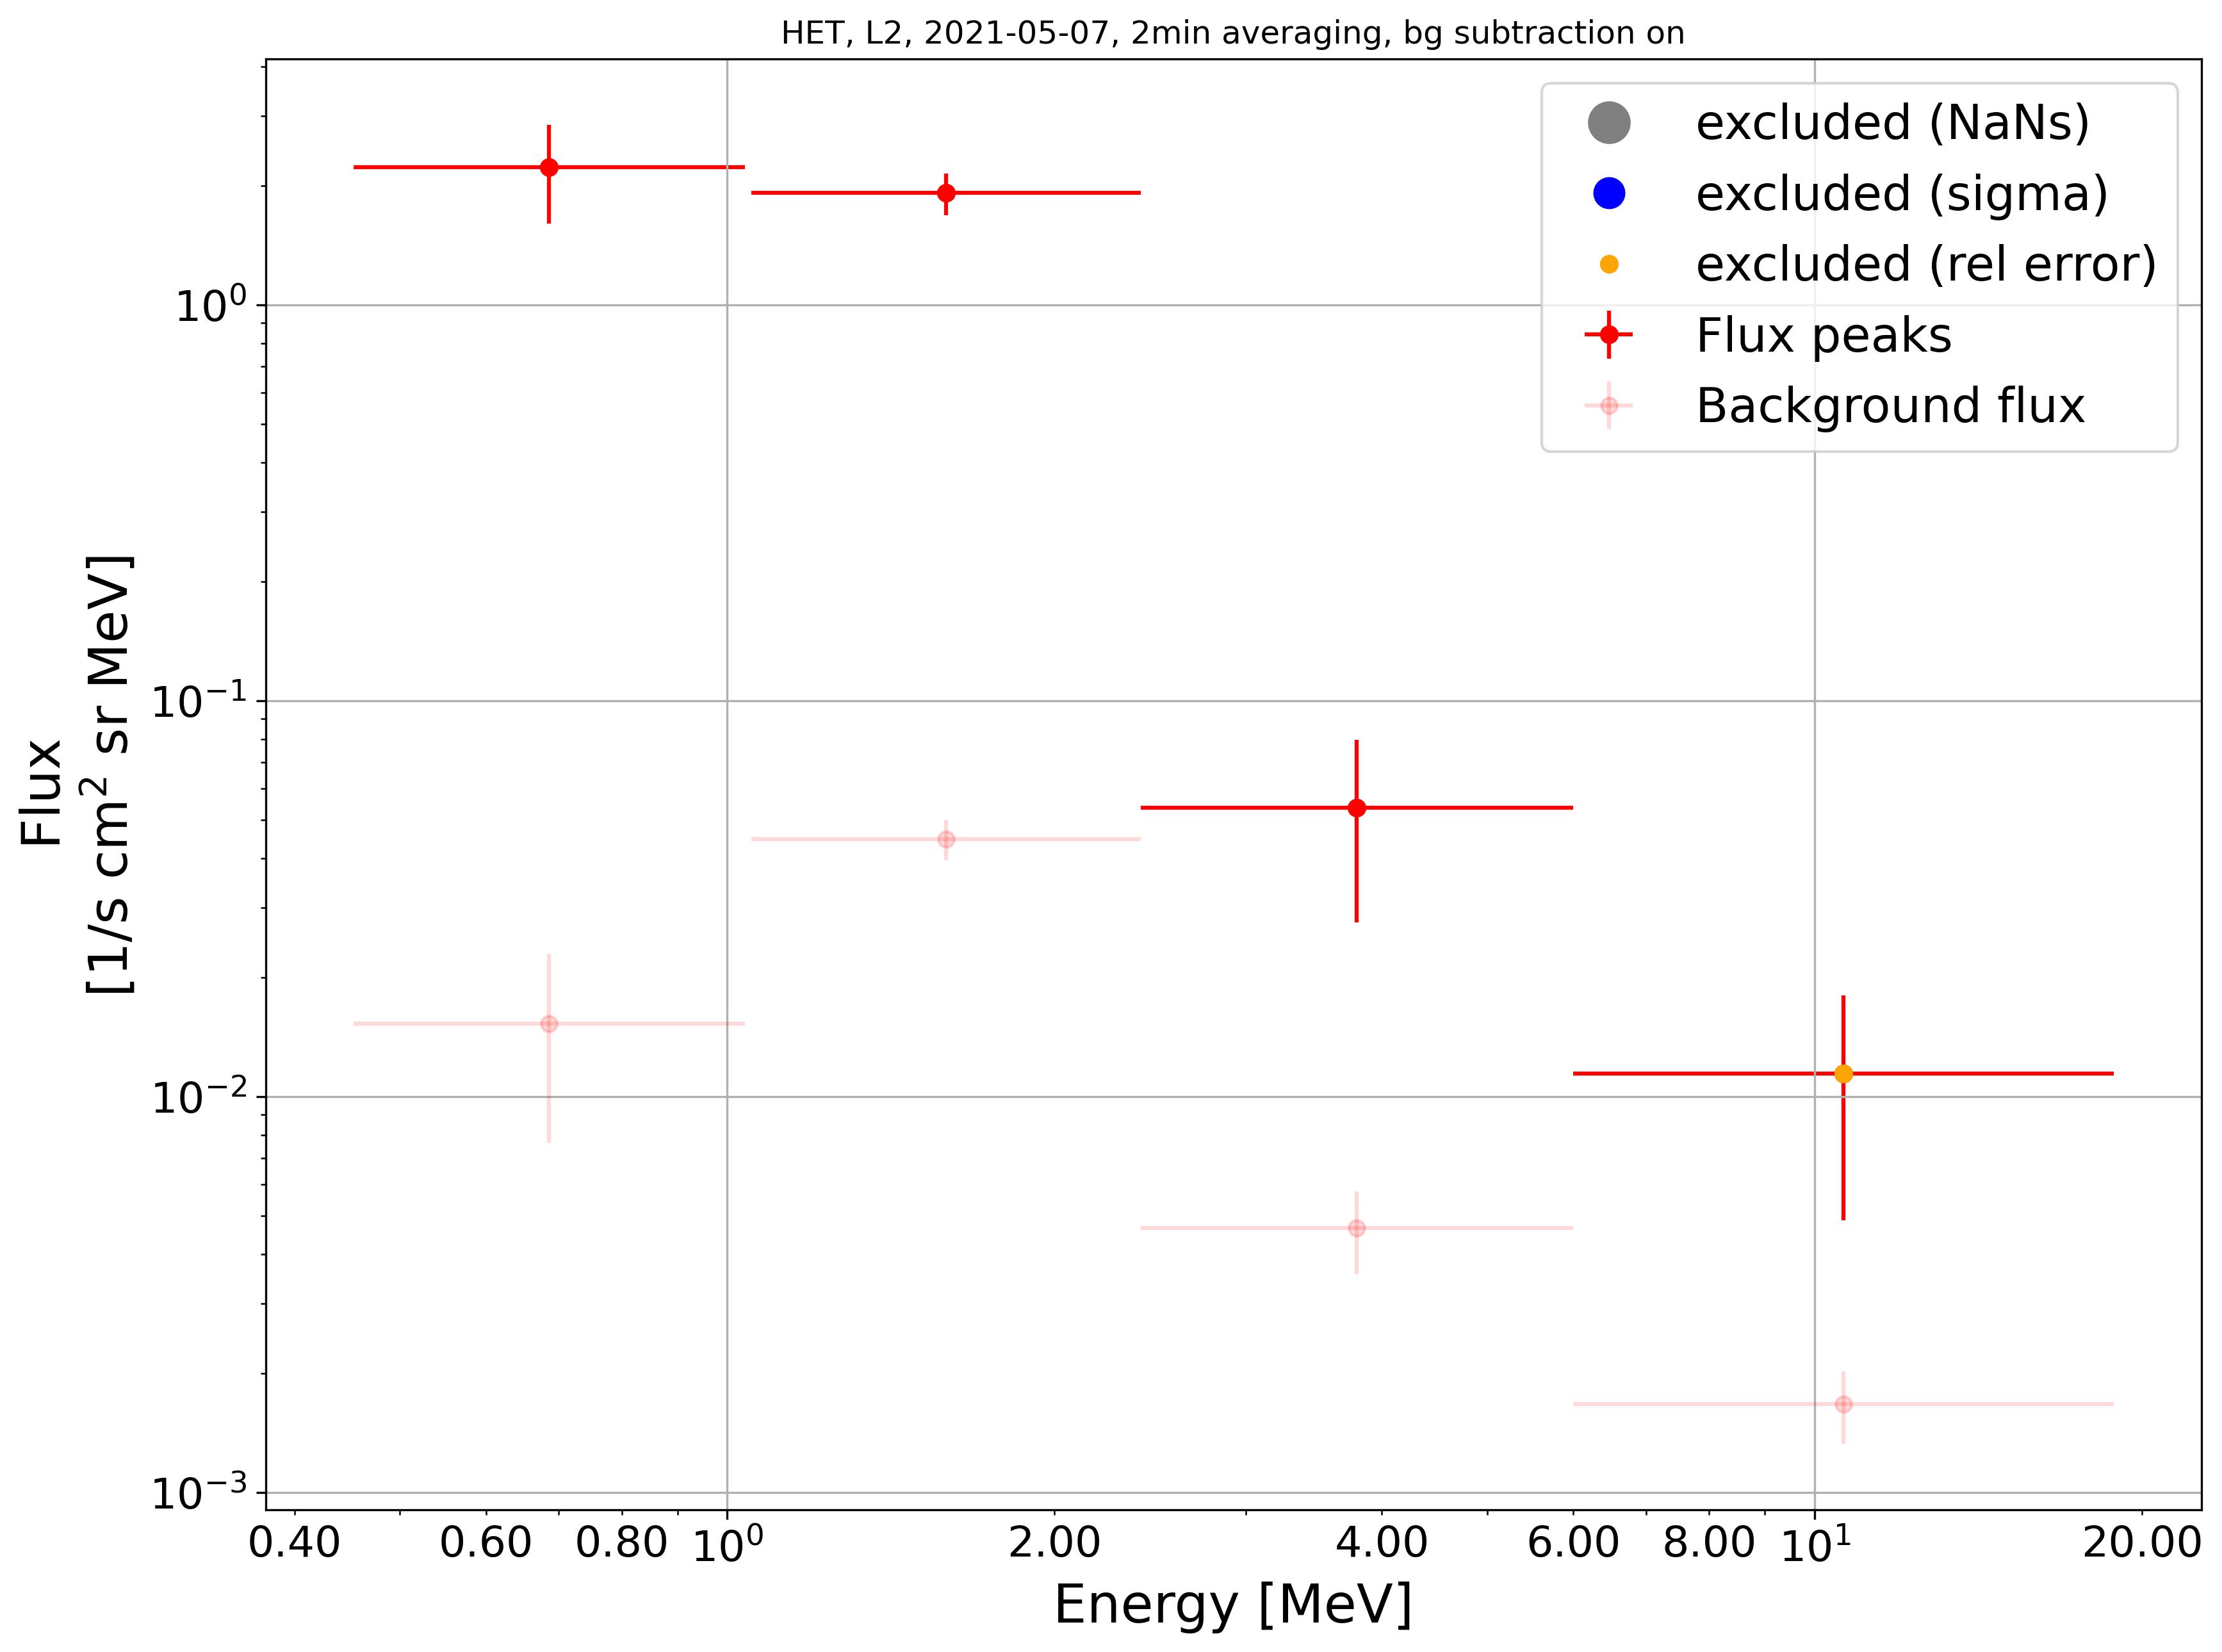 HET, L2, 2021-05-07, 2min averaging, bg subtraction on
excluded (NaNs)
excluded (sigma)
excluded (rel error)
Flux peaks
Background flux
Flux
[1/s cm² sr MeV]
10⁰
10⁻¹
10⁻²
10⁻³
0.40 0.60 0.80 10⁰ 2.00 4.00 6.00 8.00 10¹ 20.00
Energy [MeV]